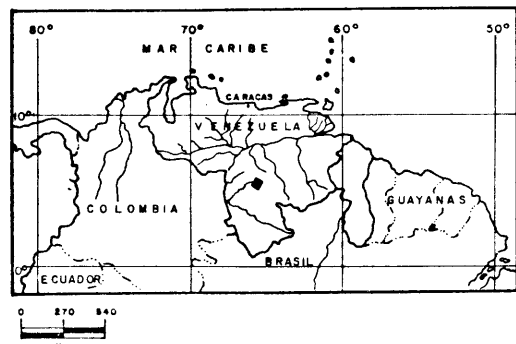 80° 70° 60° 50°
MAR CARIBE
CARACAS
10°
VENEZUELA
COLOMBIA
GUAYANAS
BRASIL
0°
ECUADOR
0 270 540